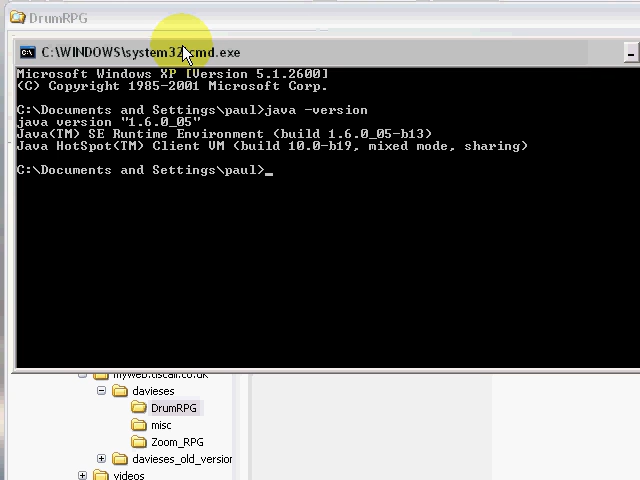 DrumRPG
C:\WINDOWS\system32\cmd.exe
Microsoft Windows XP [Version 5.1.2600]
(C) Copyright 1985-2001 Microsoft Corp.
C:\Documents and Settings\paul>java -version
java version "1.6.0_05"
Java(TM) SE Runtime Environment (build 1.6.0_05-b13)
Java HotSpot(TM) Client VM (build 10.0-b19, mixed mode, sharing)
C:\Documents and Settings\paul>_
myweb.tiscali.co.uk
davieses
DrumRPG
misc
Zoom_RPG
davieses_old_version
videos